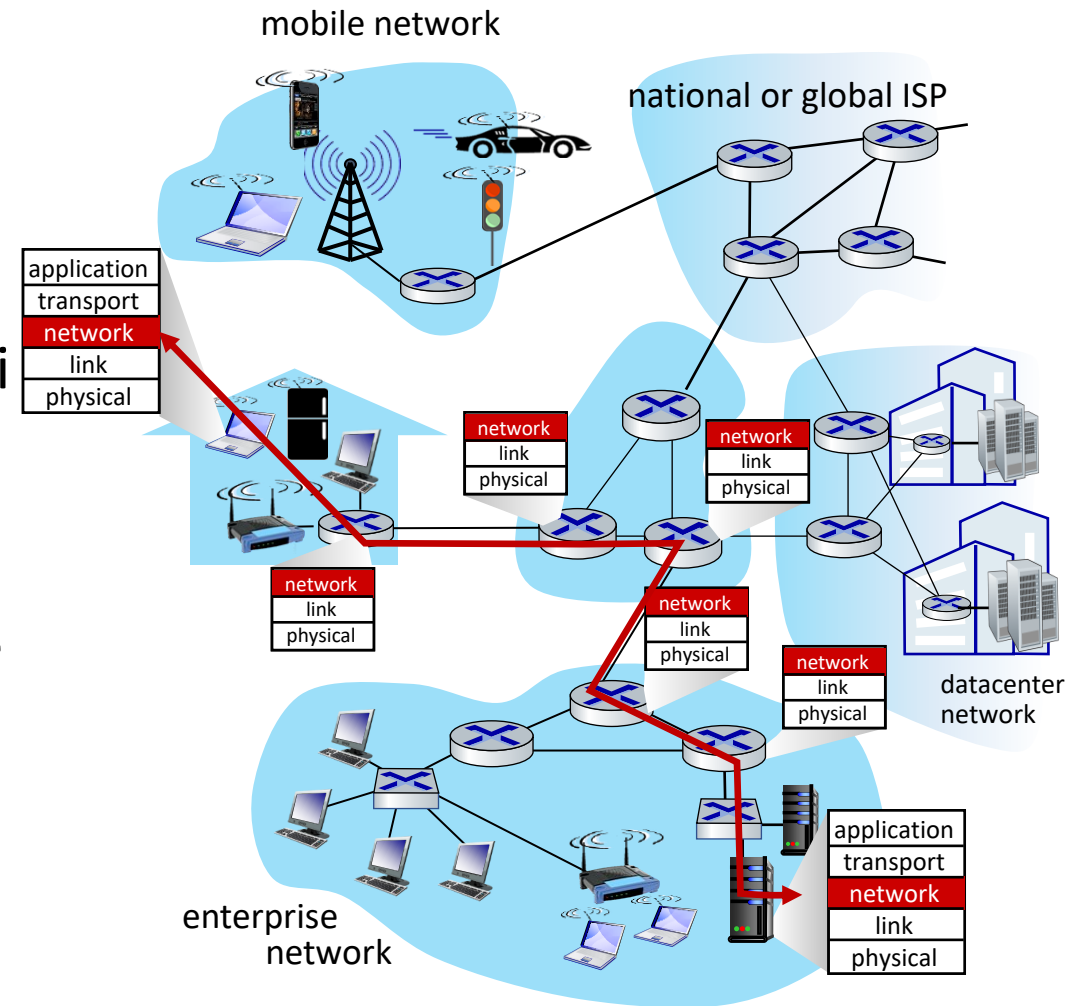 mobile network
national or global ISP
application
transport
network
link
physical
i
network
link
physical
network
link
physical
network
link
physical
network
link
physical
network
link
physical
datacenter
network
application
transport
network
link
physical
enterprise
network